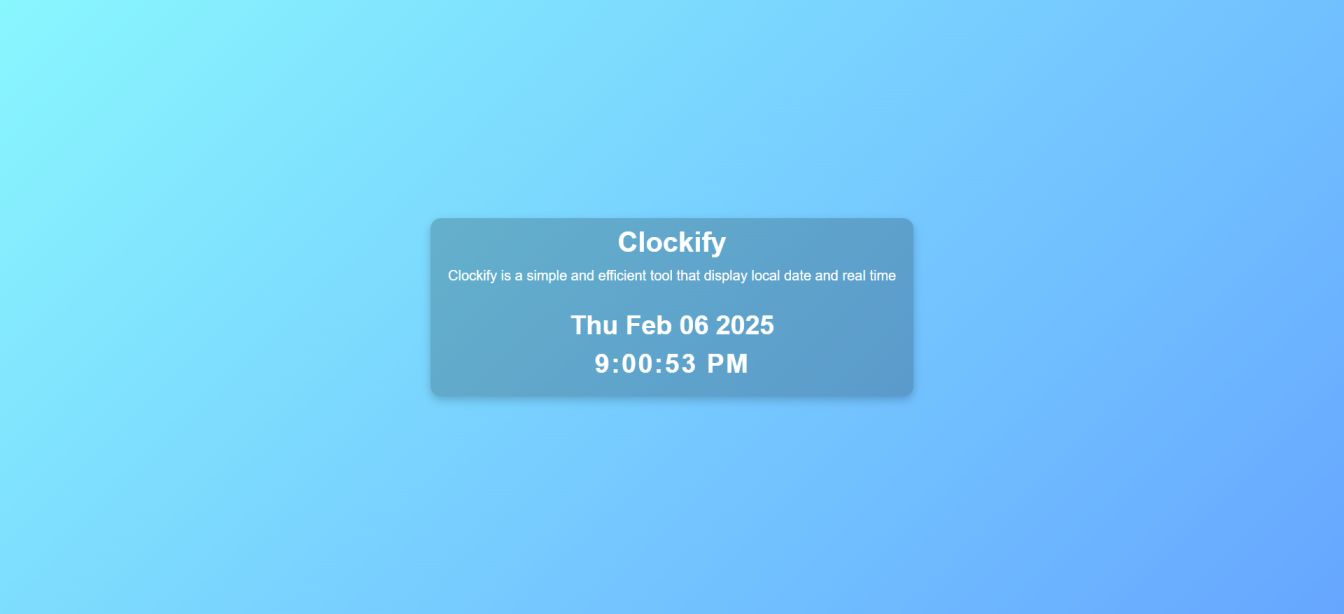 Clockify
Clockify is a simple and efficient tool that display local date and real time
Thu Feb 06 2025
9:00:53 PM